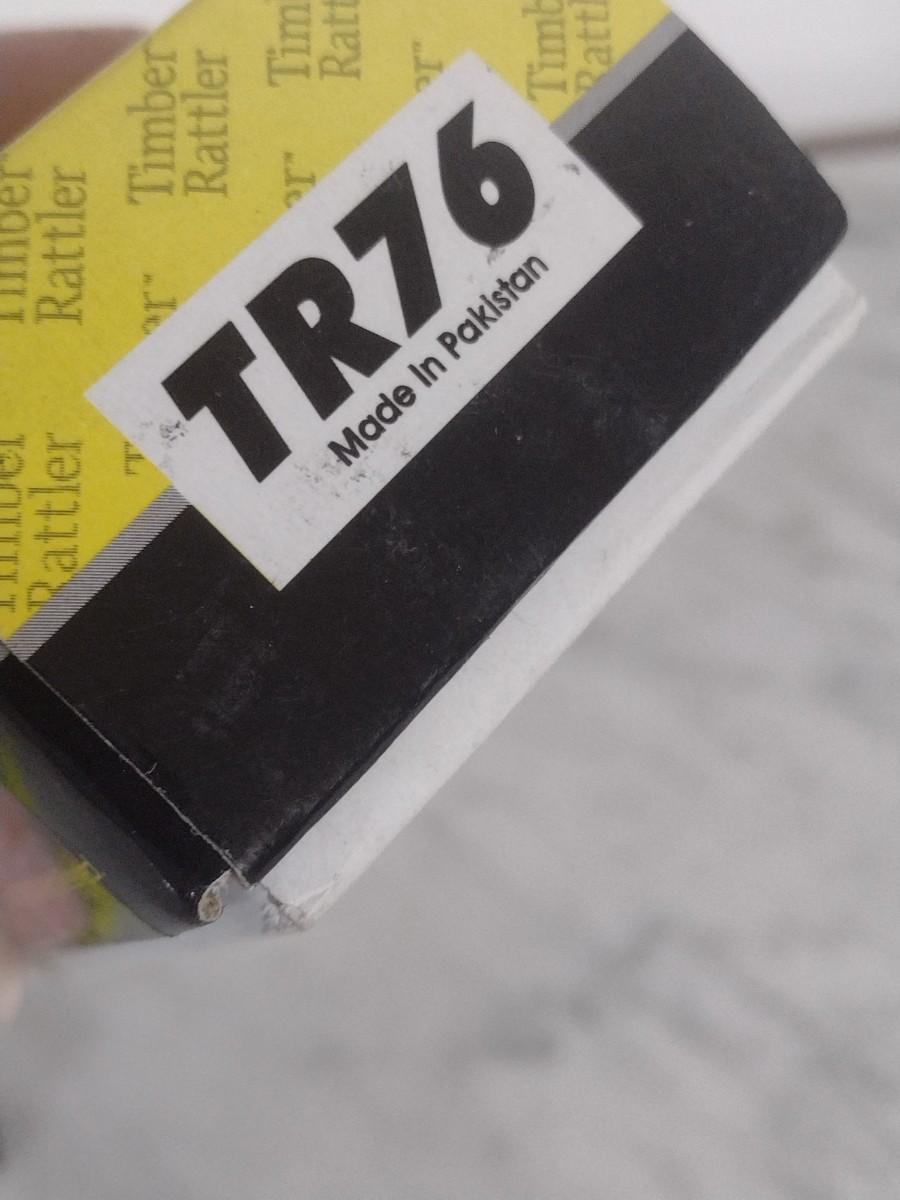 Timber
Rattler
Timber
Rattler
Timber
Rattler
TR76
Made In Pakistan